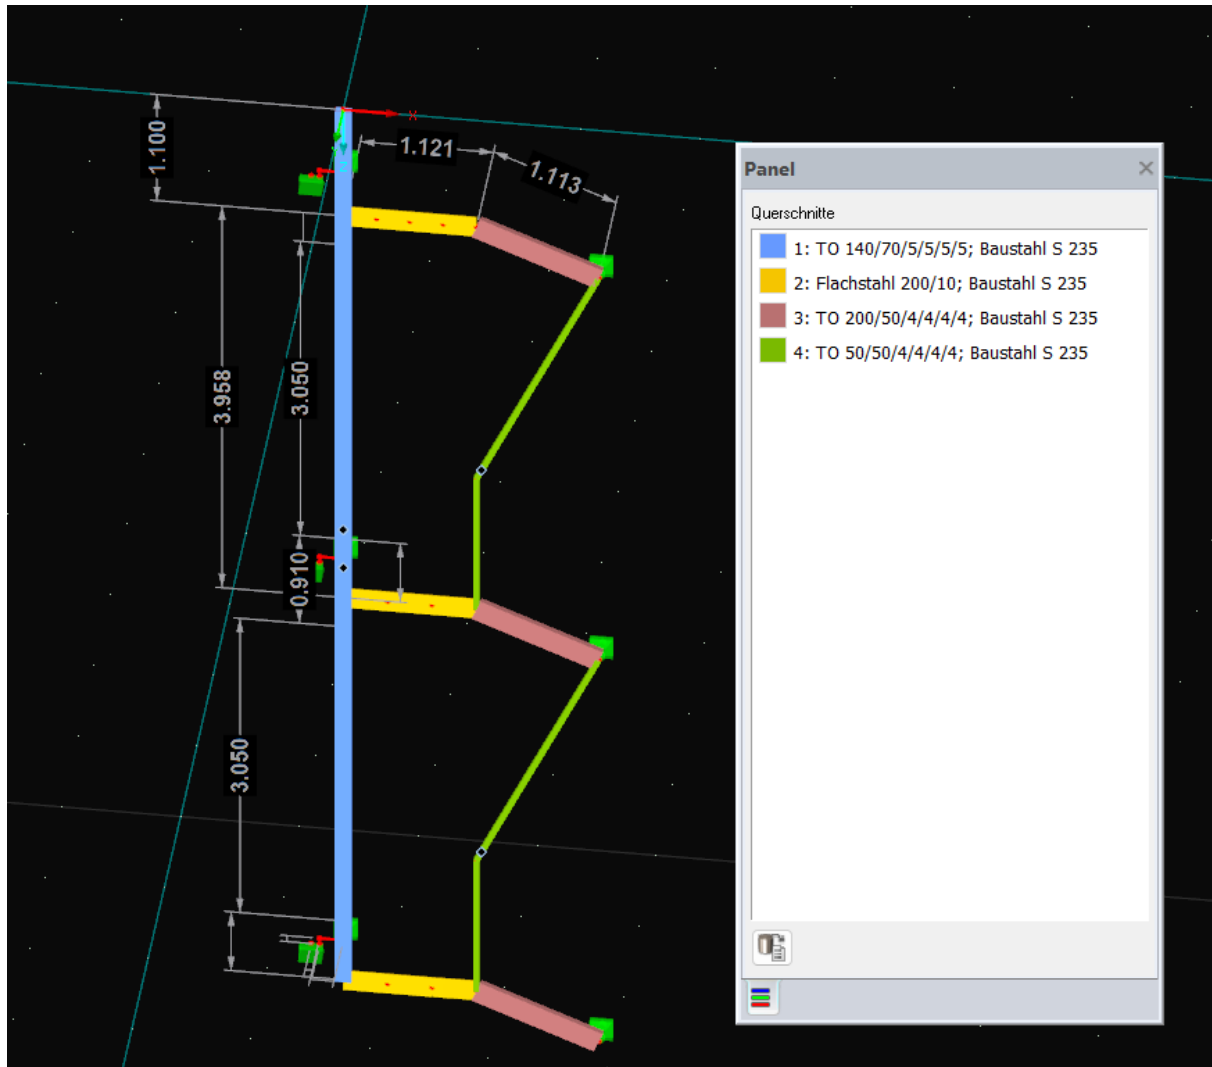 X
Z
1.100
1.121
1.113
3.958
3.050
0.910
3.050
Panel
Querschnitte
1: TO 140/70/5/5/5/5; Baustahl S 235
2: Flachstahl 200/10; Baustahl S 235
3: TO 200/50/4/4/4/4; Baustahl S 235
4: TO 50/50/4/4/4/4; Baustahl S 235